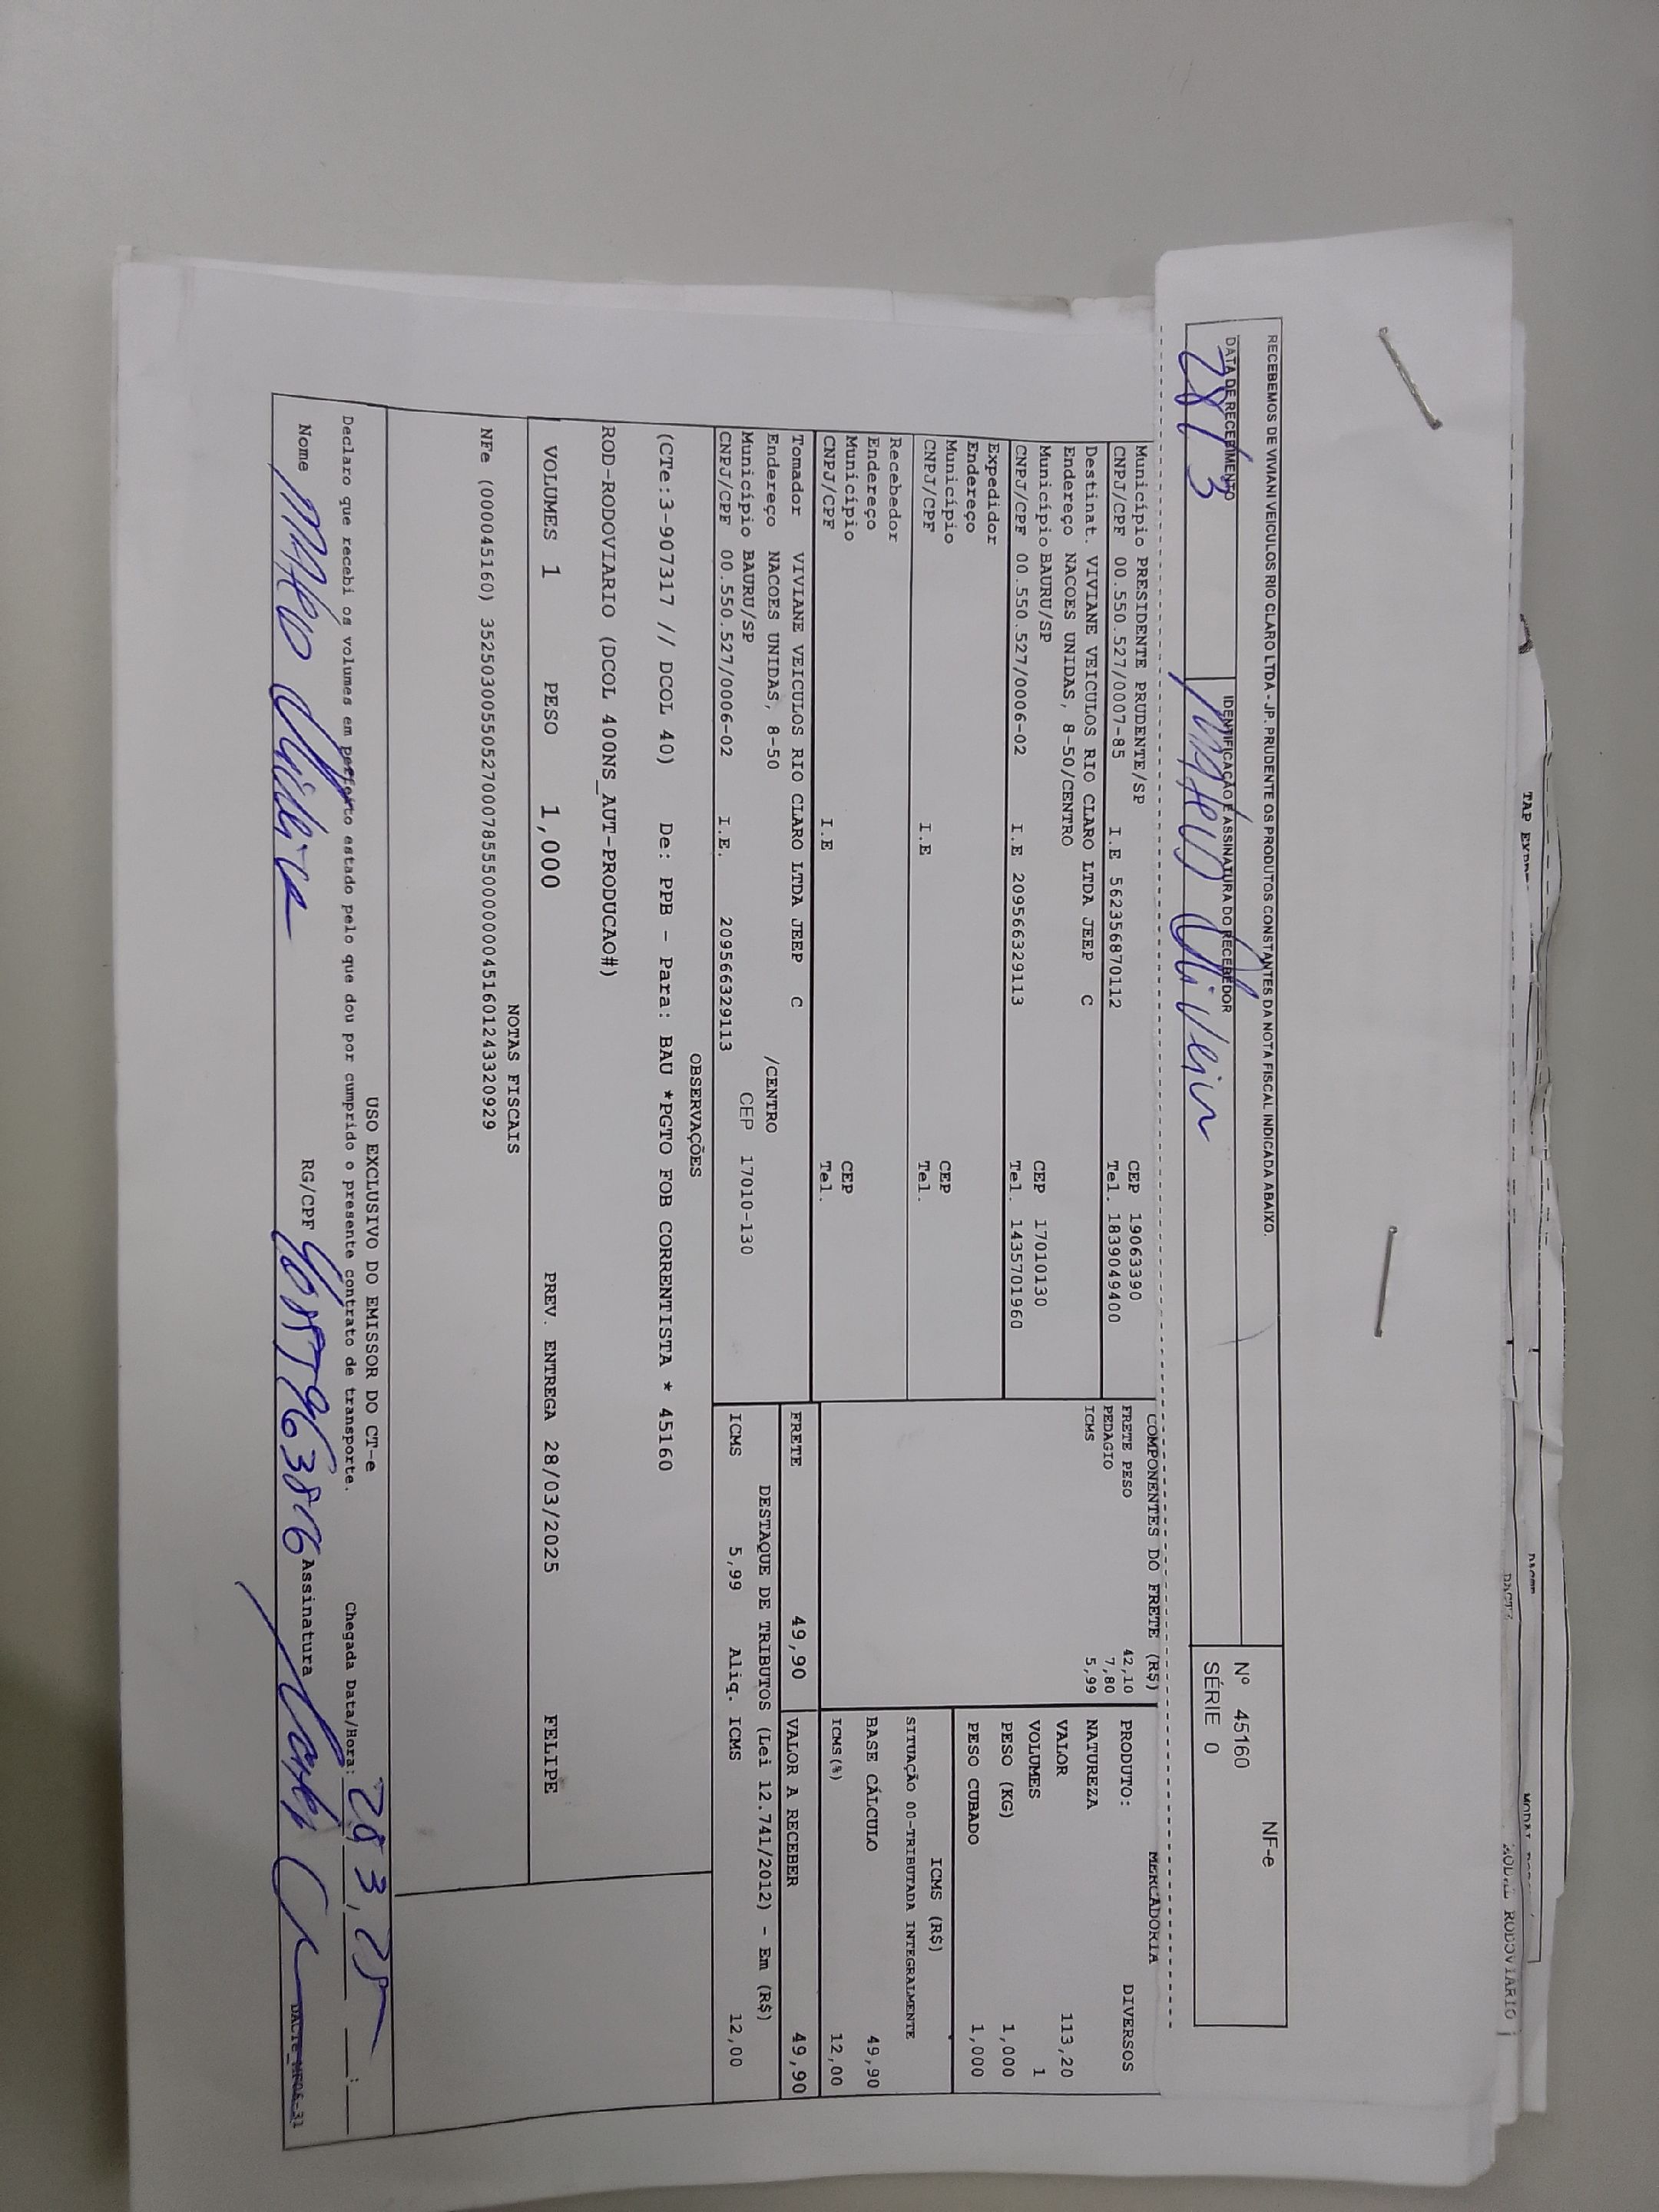 RECEBEMOS DE VIVIANI VEICULOS RIO CLARO LTDA - JP. PRUDENTE OS PRODUTOS CONSTANTES DA NOTA FISCAL INDICADA ABAIXO.
NF-e
DATA DE RECEBIMENTO
IDENTIFICAÇÃO E ASSINATURA DO RECEBEDOR
Nº 45160
SÉRIE 0
28/3
Oliveira
Município PRESIDENTE PRUDENTE/SP CEP 19063390
CNPJ/CPF 00.550.527/0007-85 I.E 562356870112 Tel. 1839049400
Destinat. VIVIANE VEICULOS RIO CLARO LTDA JEEP C
Endereço NACOES UNIDAS, 8-50/CENTRO
Município BAURU/SP CEP 17010130
CNPJ/CPF 00.550.527/0006-02 I.E 209566329113 Tel. 1435701960
Expedidor
Endereço
Município CEP
CNPJ/CPF I.E Tel.
Recebedor
Endereço
Município CEP
CNPJ/CPF I.E Tel.
Tomador VIVIANE VEICULOS RIO CLARO LTDA JEEP C
Endereço NACOES UNIDAS, 8-50 /CENTRO
Município BAURU/SP CEP 17010-130
CNPJ/CPF 00.550.527/0006-02 I.E. 209566329113
COMPONENTES DO FRETE (R$)
FRETE PESO 42,10
PEDAGIO 7,80
ICMS 5,99
MERCADORIA
PRODUTO: DIVERSOS
NATUREZA
VALOR 113,20
VOLUMES 1
PESO (KG) 1,000
PESO CUBADO 1,000
ICMS (R$)
SITUAÇÃO 00-TRIBUTADA INTEGRALMENTE
BASE CÁLCULO 49,90
ICMS(%) 12,00
FRETE 49,90 VALOR A RECEBER 49,90
DESTAQUE DE TRIBUTOS (Lei 12.741/2012) - Em (R$)
ICMS 5,99 Aliq. ICMS 12,00
OBSERVAÇÕES
(CTe:3-907317 // DCOL 40) De: PPB - Para: BAU *PGTO FOB CORRENTISTA * 45160
ROD-RODOVIARIO (DCOL 400NS_AUT-PRODUCAO#)
VOLUMES 1 PESO 1,000 PREV. ENTREGA 28/03/2025 FELIPE
NOTAS FISCAIS
NFe (000045160) 35250300550527000785550000000451601243320929
USO EXCLUSIVO DO EMISSOR DO CT-e
Declaro que recebi os volumes em perfeito estado pelo que dou por cumprido o presente contrato de transporte. Chegada Data/Hora: 28 3, 25 __:__
Nome RG/CPF Assinatura
DACTE
MODAL RODOVIARIO